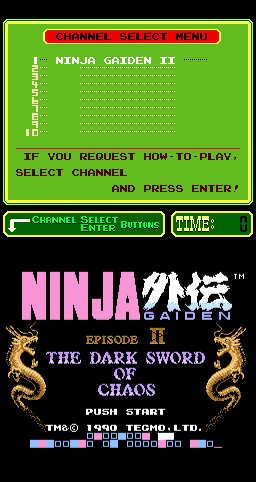 CHANNEL SELECT MENU
1 NINJA GAIDEN II
2
3
4
5
6
7
8
9
10
IF YOU REQUEST HOW-TO-PLAY,
SELECT CHANNEL
AND PRESS ENTER!
CHANNEL SELECT
ENTER BUTTONS
TIME: 0
NINJA 外伝 ™
GAIDEN
EPISODE II
THE DARK SWORD
OF
CHAOS
PUSH START
TM&© 1990 TECMO,LTD.